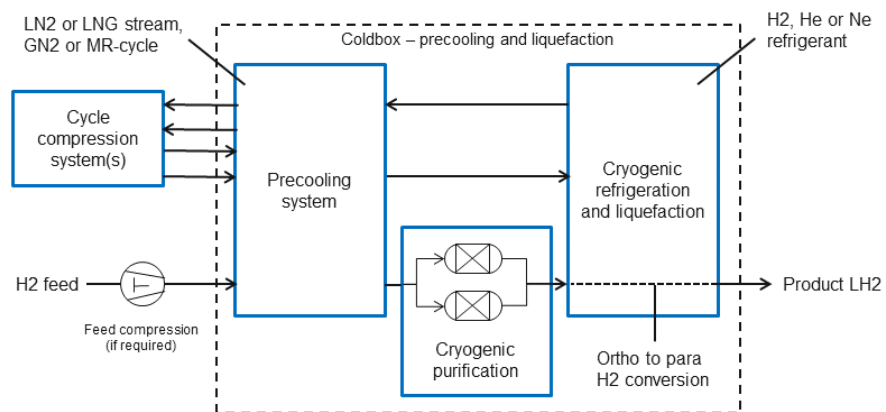 LN2 or LNG stream,
GN2 or MR-cycle
Coldbox – precooling and liquefaction
H2, He or Ne
refrigerant
Cycle
compression
system(s)
Precooling
system
Cryogenic
refrigeration
and liquefaction
H2 feed
Feed compression
(if required)
Cryogenic
purification
Product LH2
Ortho to para
H2 conversion